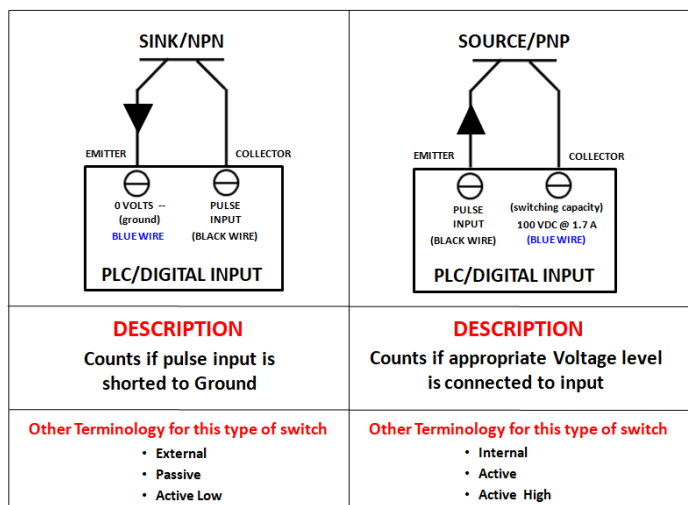 SINK/NPN
EMITTER
COLLECTOR
0 VOLTS --
(ground)
BLUE WIRE
PULSE
INPUT
(BLACK WIRE)
PLC/DIGITAL INPUT
DESCRIPTION
Counts if pulse input is
shorted to Ground
Other Terminology for this type of switch
• External
• Passive
• Active Low
SOURCE/PNP
EMITTER
COLLECTOR
PULSE
INPUT
(BLACK WIRE)
(switching capacity)
100 VDC @ 1.7 A
(BLUE WIRE)
PLC/DIGITAL INPUT
DESCRIPTION
Counts if appropriate Voltage level
is connected to input
Other Terminology for this type of switch
• Internal
• Active
• Active High